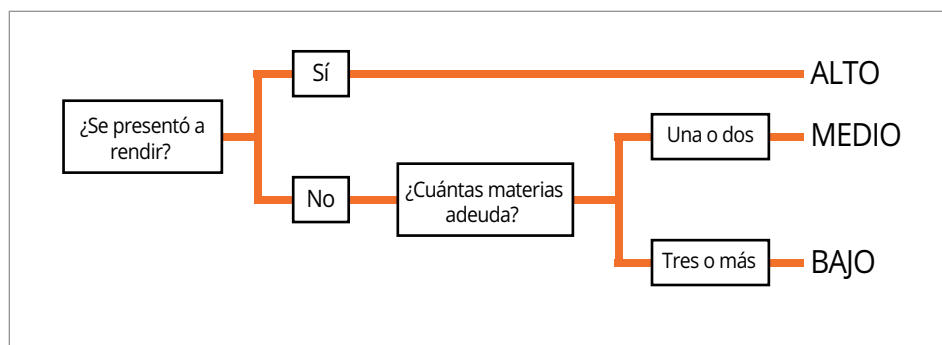 Sí
ALTO
¿Se presentó a
rendir?
Una o dos
MEDIO
No
¿Cuántas materias
adeuda?
Tres o más
BAJO